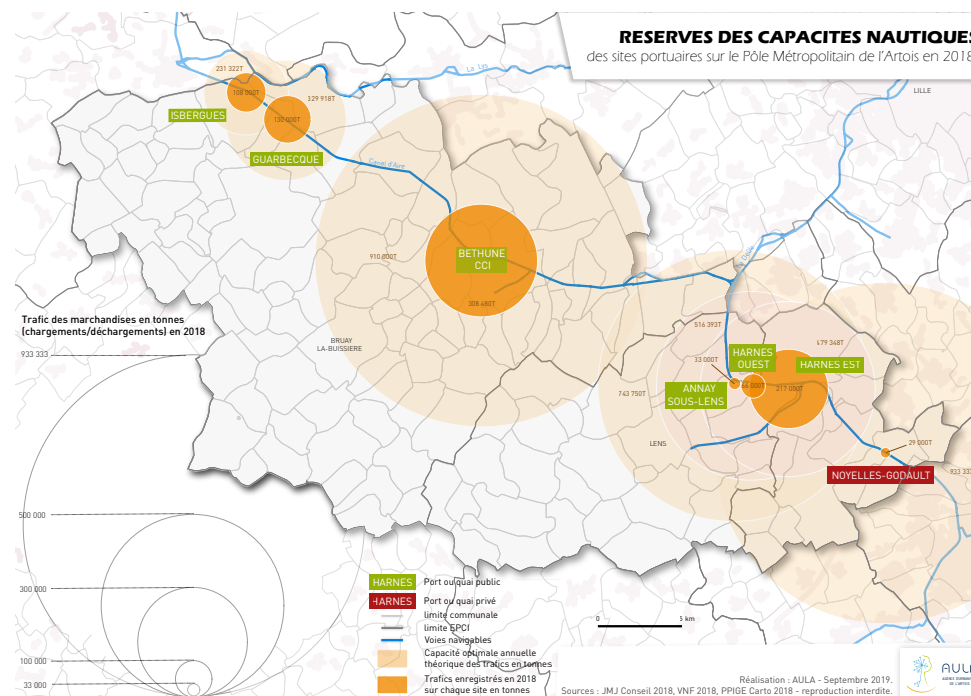 RESERVES DES CAPACITES NAUTIQUES
des sites portuaires sur le Pôle Métropolitain de l'Artois en 2018
LILLE
La Lys
231 322T
108 000T
329 918T
130 000T
ISBERGUES
GUARBECQUE
Canal d'Aire
BETHUNE
CCI
910 000T
308 480T
La Deûle
Trafic des marchandises en tonnes
(chargements/déchargements) en 2018
933 333
BRUAY
LA-BUISSIERE
516 393T
479 348T
33 000T
HARNES
OUEST
HARNES EST
66 000T
217 000T
ANNAY
SOUS-LENS
743 750T
LENS
29 000T
NOYELLES-GODAULT
500 000
300 000
100 000
33 000
HARNES
Port ou quai public
HARNES
Port ou quai privé
limite communale
limite EPCI
Voies navigables
Capacité optimale annuelle
théorique des trafics en tonnes
Trafics enregistrés en 2018
sur chaque site en tonnes
0
5 km
Réalisation : AULA - Septembre 2019.
Sources : JMJ Conseil 2018, VNF 2018, PPIGE Carto 2018 - reproduction interdite.
AULA